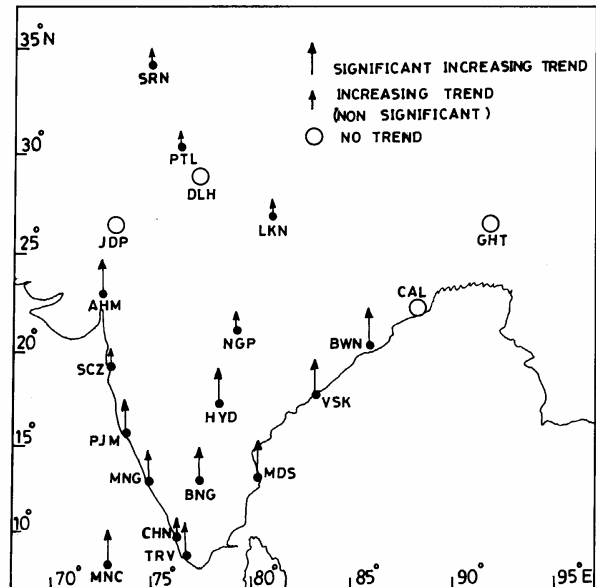 35°N
SRN
SIGNIFICANT INCREASING TREND
INCREASING TREND
(NON SIGNIFICANT)
NO TREND
30°
PTL
DLH
LKN
JDP
GHT
25°
AHM
CAL
NGP
BWN
20°
SCZ
HYD
VSK
PJM
15°
MNG
BNG
MDS
CHN
10°
TRV
MNC
70° 75° 80° 85° 90° 95°E